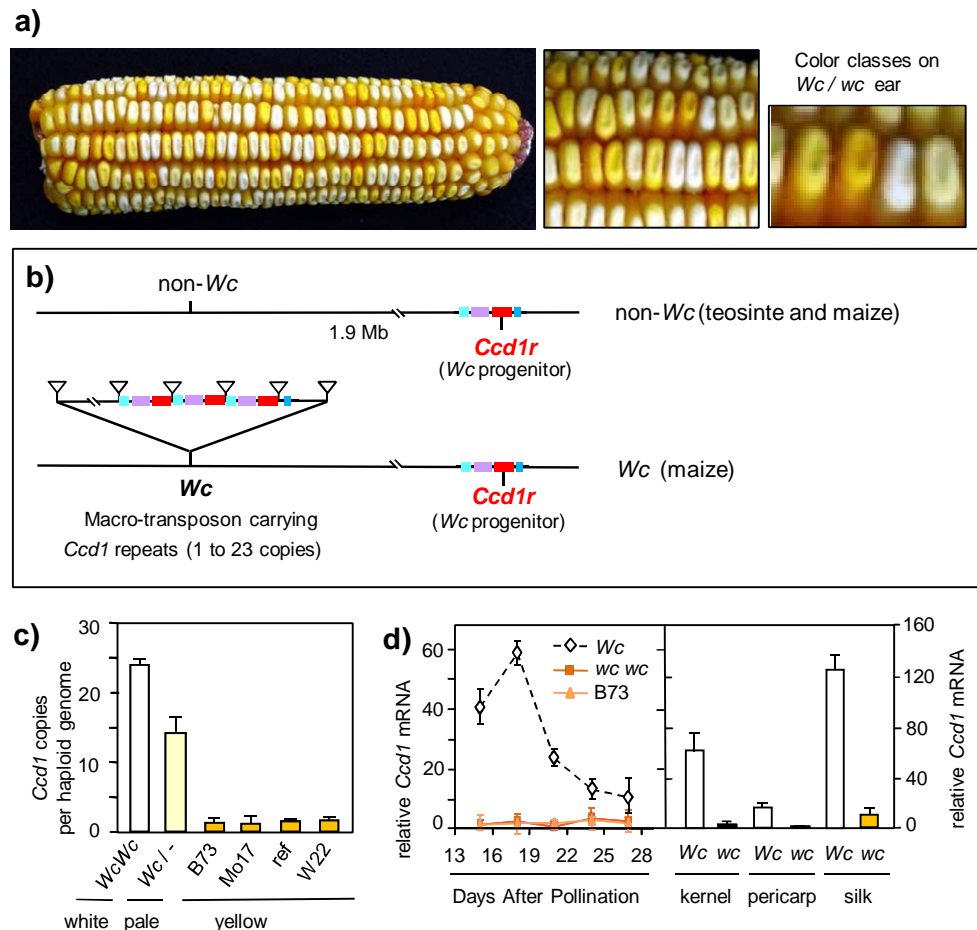 a)
Color classes on
Wc / wc ear
b)
non-Wc
1.9 Mb
Ccd1r
(Wc progenitor)
non-Wc (teosinte and maize)
Wc
Macro-transposon carrying
Ccd1 repeats (1 to 23 copies)
Ccd1r
(Wc progenitor)
Wc (maize)
c)
Ccd1 copies
per haploid genome
30
20
10
0
WcWc
Wc / -
B73
Mo17
ref
W22
white
pale
yellow
d)
relative Ccd1 mRNA
60
40
20
0
Wc
wc wc
B73
13 16 19 22 25 28
Days After Pollination
160
120
80
40
0
relative Ccd1 mRNA
Wc wc Wc wc Wc wc
kernel pericarp silk